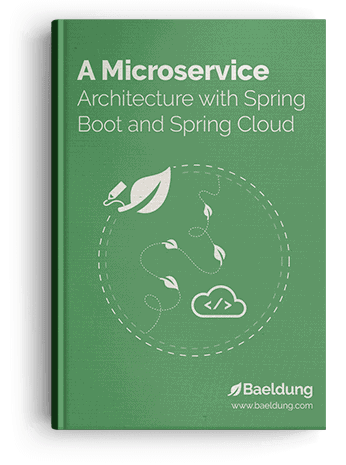 A Microservice
Architecture with Spring
Boot and Spring Cloud
</>
Baeldung
www.baeldung.com